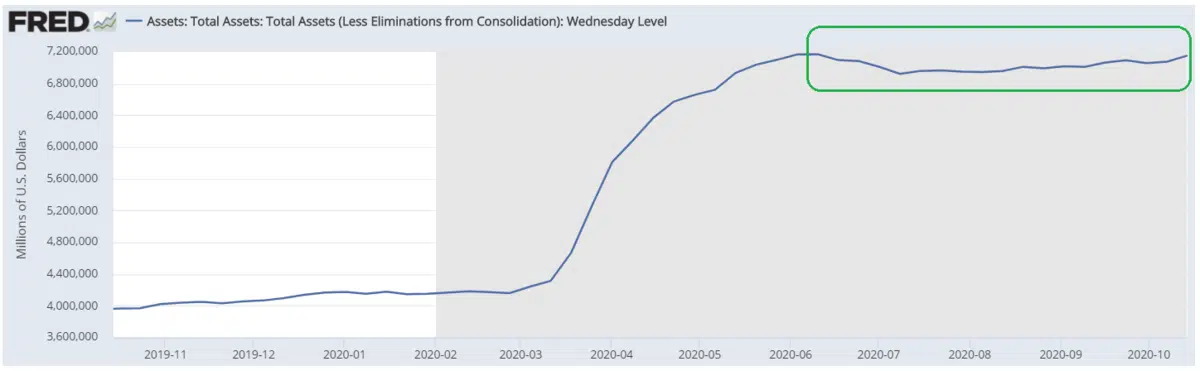 FRED
Assets: Total Assets: Total Assets (Less Eliminations from Consolidation): Wednesday Level
Millions of U.S. Dollars
7,200,000
6,800,000
6,400,000
6,000,000
5,600,000
5,200,000
4,800,000
4,400,000
4,000,000
3,600,000
2019-11 2019-12 2020-01 2020-02 2020-03 2020-04 2020-05 2020-06 2020-07 2020-08 2020-09 2020-10